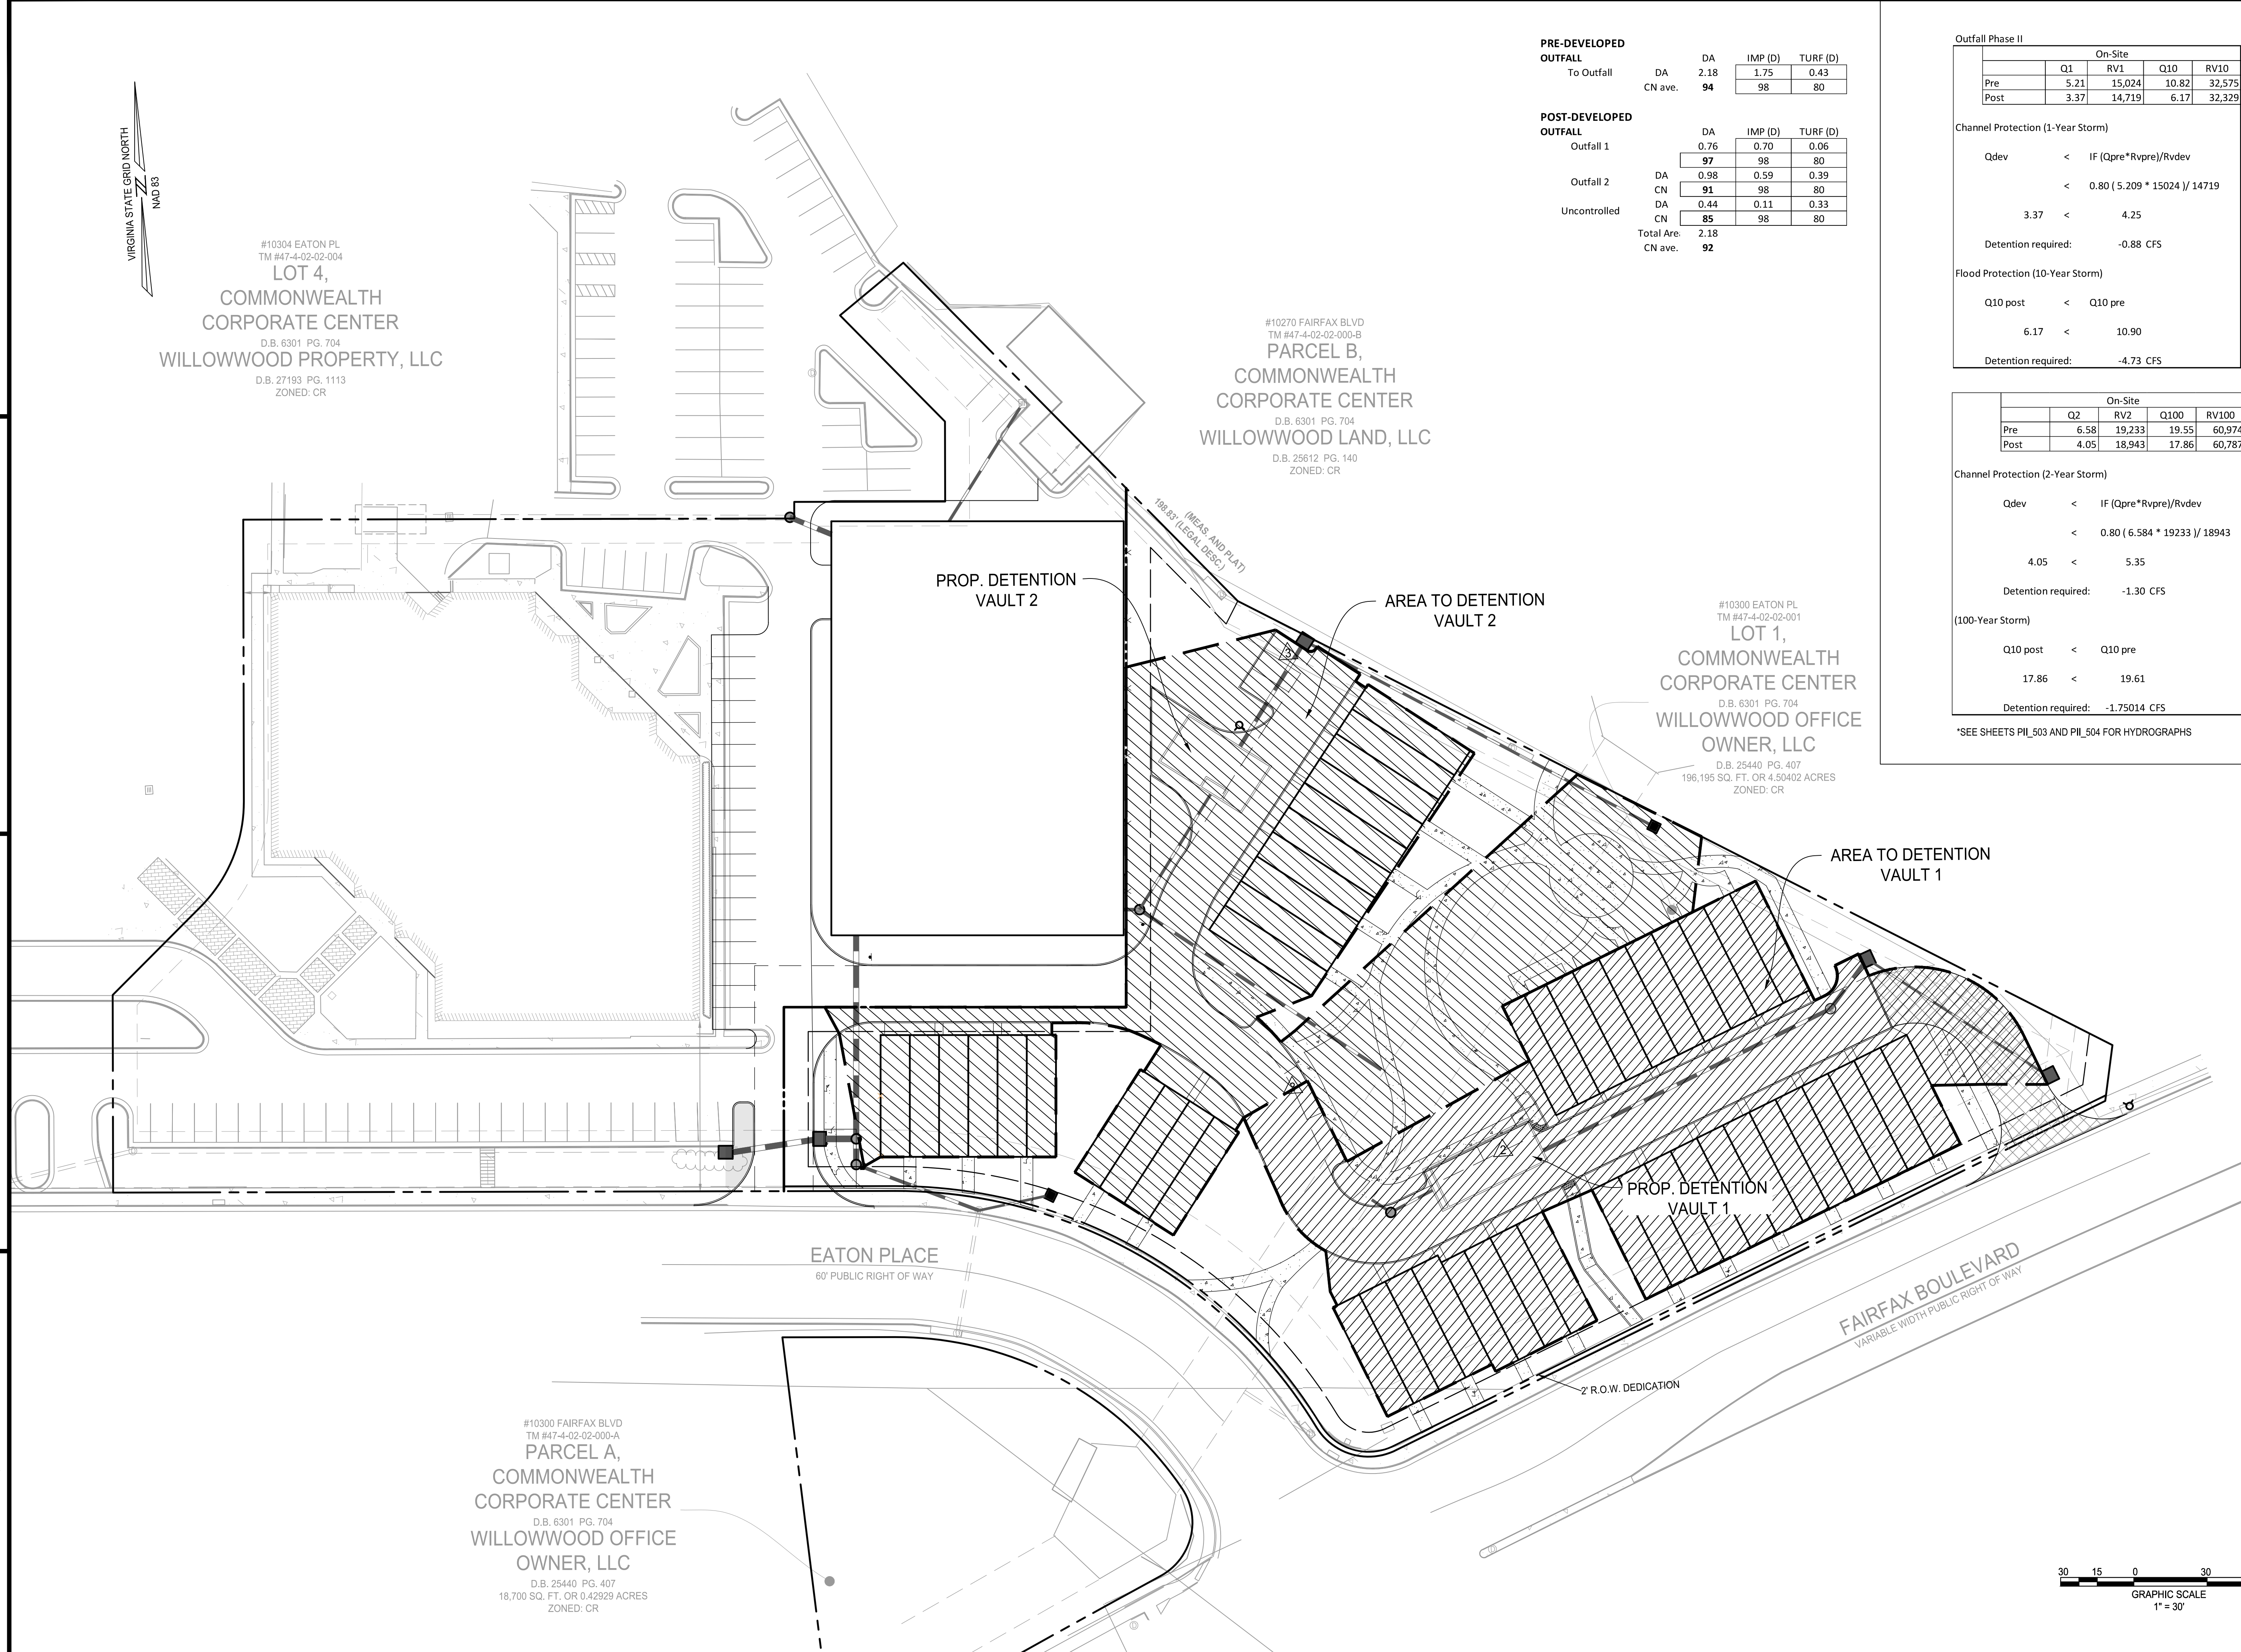 PRE-DEVELOPED
OUTFALL DA IMP (D) TURF (D)
To Outfall DA 2.18 1.75 0.43
CN ave. 94 98 80
POST-DEVELOPED
OUTFALL DA IMP (D) TURF (D)
Outfall 1 0.76 0.70 0.06
97 98 80
Outfall 2
DA 0.98 0.59 0.39
CN 91 98 80
Uncontrolled
DA 0.44 0.11 0.33
CN 85 98 80
Total Are 2.18
CN ave. 92
Outfall Phase II
On-Site
Q1 RV1 Q10 RV10
Pre 5.21 15,024 10.82 32,575
Post 3.37 14,719 6.17 32,329
Channel Protection (1-Year Storm)
Qdev < IF (Qpre*Rvpre)/Rvdev
< 0.80 ( 5.209 * 15024 )/ 14719
3.37 < 4.25
Detention required: -0.88 CFS
Flood Protection (10-Year Storm)
Q10 post < Q10 pre
6.17 < 10.90
Detention required: -4.73 CFS
On-Site
Q2 RV2 Q100 RV100
Pre 6.58 19,233 19.55 60,974
Post 4.05 18,943 17.86 60,787
Channel Protection (2-Year Storm)
Qdev < IF (Qpre*Rvpre)/Rvdev
< 0.80 ( 6.584 * 19233 )/ 18943
4.05 < 5.35
Detention required: -1.30 CFS
(100-Year Storm)
Q10 post < Q10 pre
17.86 < 19.61
Detention required: -1.75014 CFS
*SEE SHEETS PII_503 AND PII_504 FOR HYDROGRAPHS
VIRGINIA STATE GRID NORTH
NAD 83
#10304 EATON PL
TM #47-4-02-02-004
LOT 4,
COMMONWEALTH
CORPORATE CENTER
D.B. 6301 PG. 704
WILLOWWOOD PROPERTY, LLC
D.B. 27193 PG. 1113
ZONED: CR
#10270 FAIRFAX BLVD
TM #47-4-02-02-000-B
PARCEL B,
COMMONWEALTH
CORPORATE CENTER
D.B. 6301 PG. 704
WILLOWWOOD LAND, LLC
D.B. 25612 PG. 140
ZONED: CR
(MEAS. AND PLAT)
198.83' (LEGAL DESC.)
PROP. DETENTION
VAULT 2
AREA TO DETENTION
VAULT 2
3
#10300 EATON PL
TM #47-4-02-02-001
LOT 1,
COMMONWEALTH
CORPORATE CENTER
D.B. 6301 PG. 704
WILLOWWOOD OFFICE
OWNER, LLC
D.B. 25440 PG. 407
196,195 SQ. FT. OR 4.50402 ACRES
ZONED: CR
AREA TO DETENTION
VAULT 1
2
PROP. DETENTION
VAULT 1
EATON PLACE
60' PUBLIC RIGHT OF WAY
FAIRFAX BOULEVARD
VARIABLE WIDTH PUBLIC RIGHT OF WAY
2' R.O.W. DEDICATION
#10300 FAIRFAX BLVD
TM #47-4-02-02-000-A
PARCEL A,
COMMONWEALTH
CORPORATE CENTER
D.B. 6301 PG. 704
WILLOWWOOD OFFICE
OWNER, LLC
D.B. 25440 PG. 407
18,700 SQ. FT. OR 0.42929 ACRES
ZONED: CR
30 15 0 30
GRAPHIC SCALE
1" = 30'